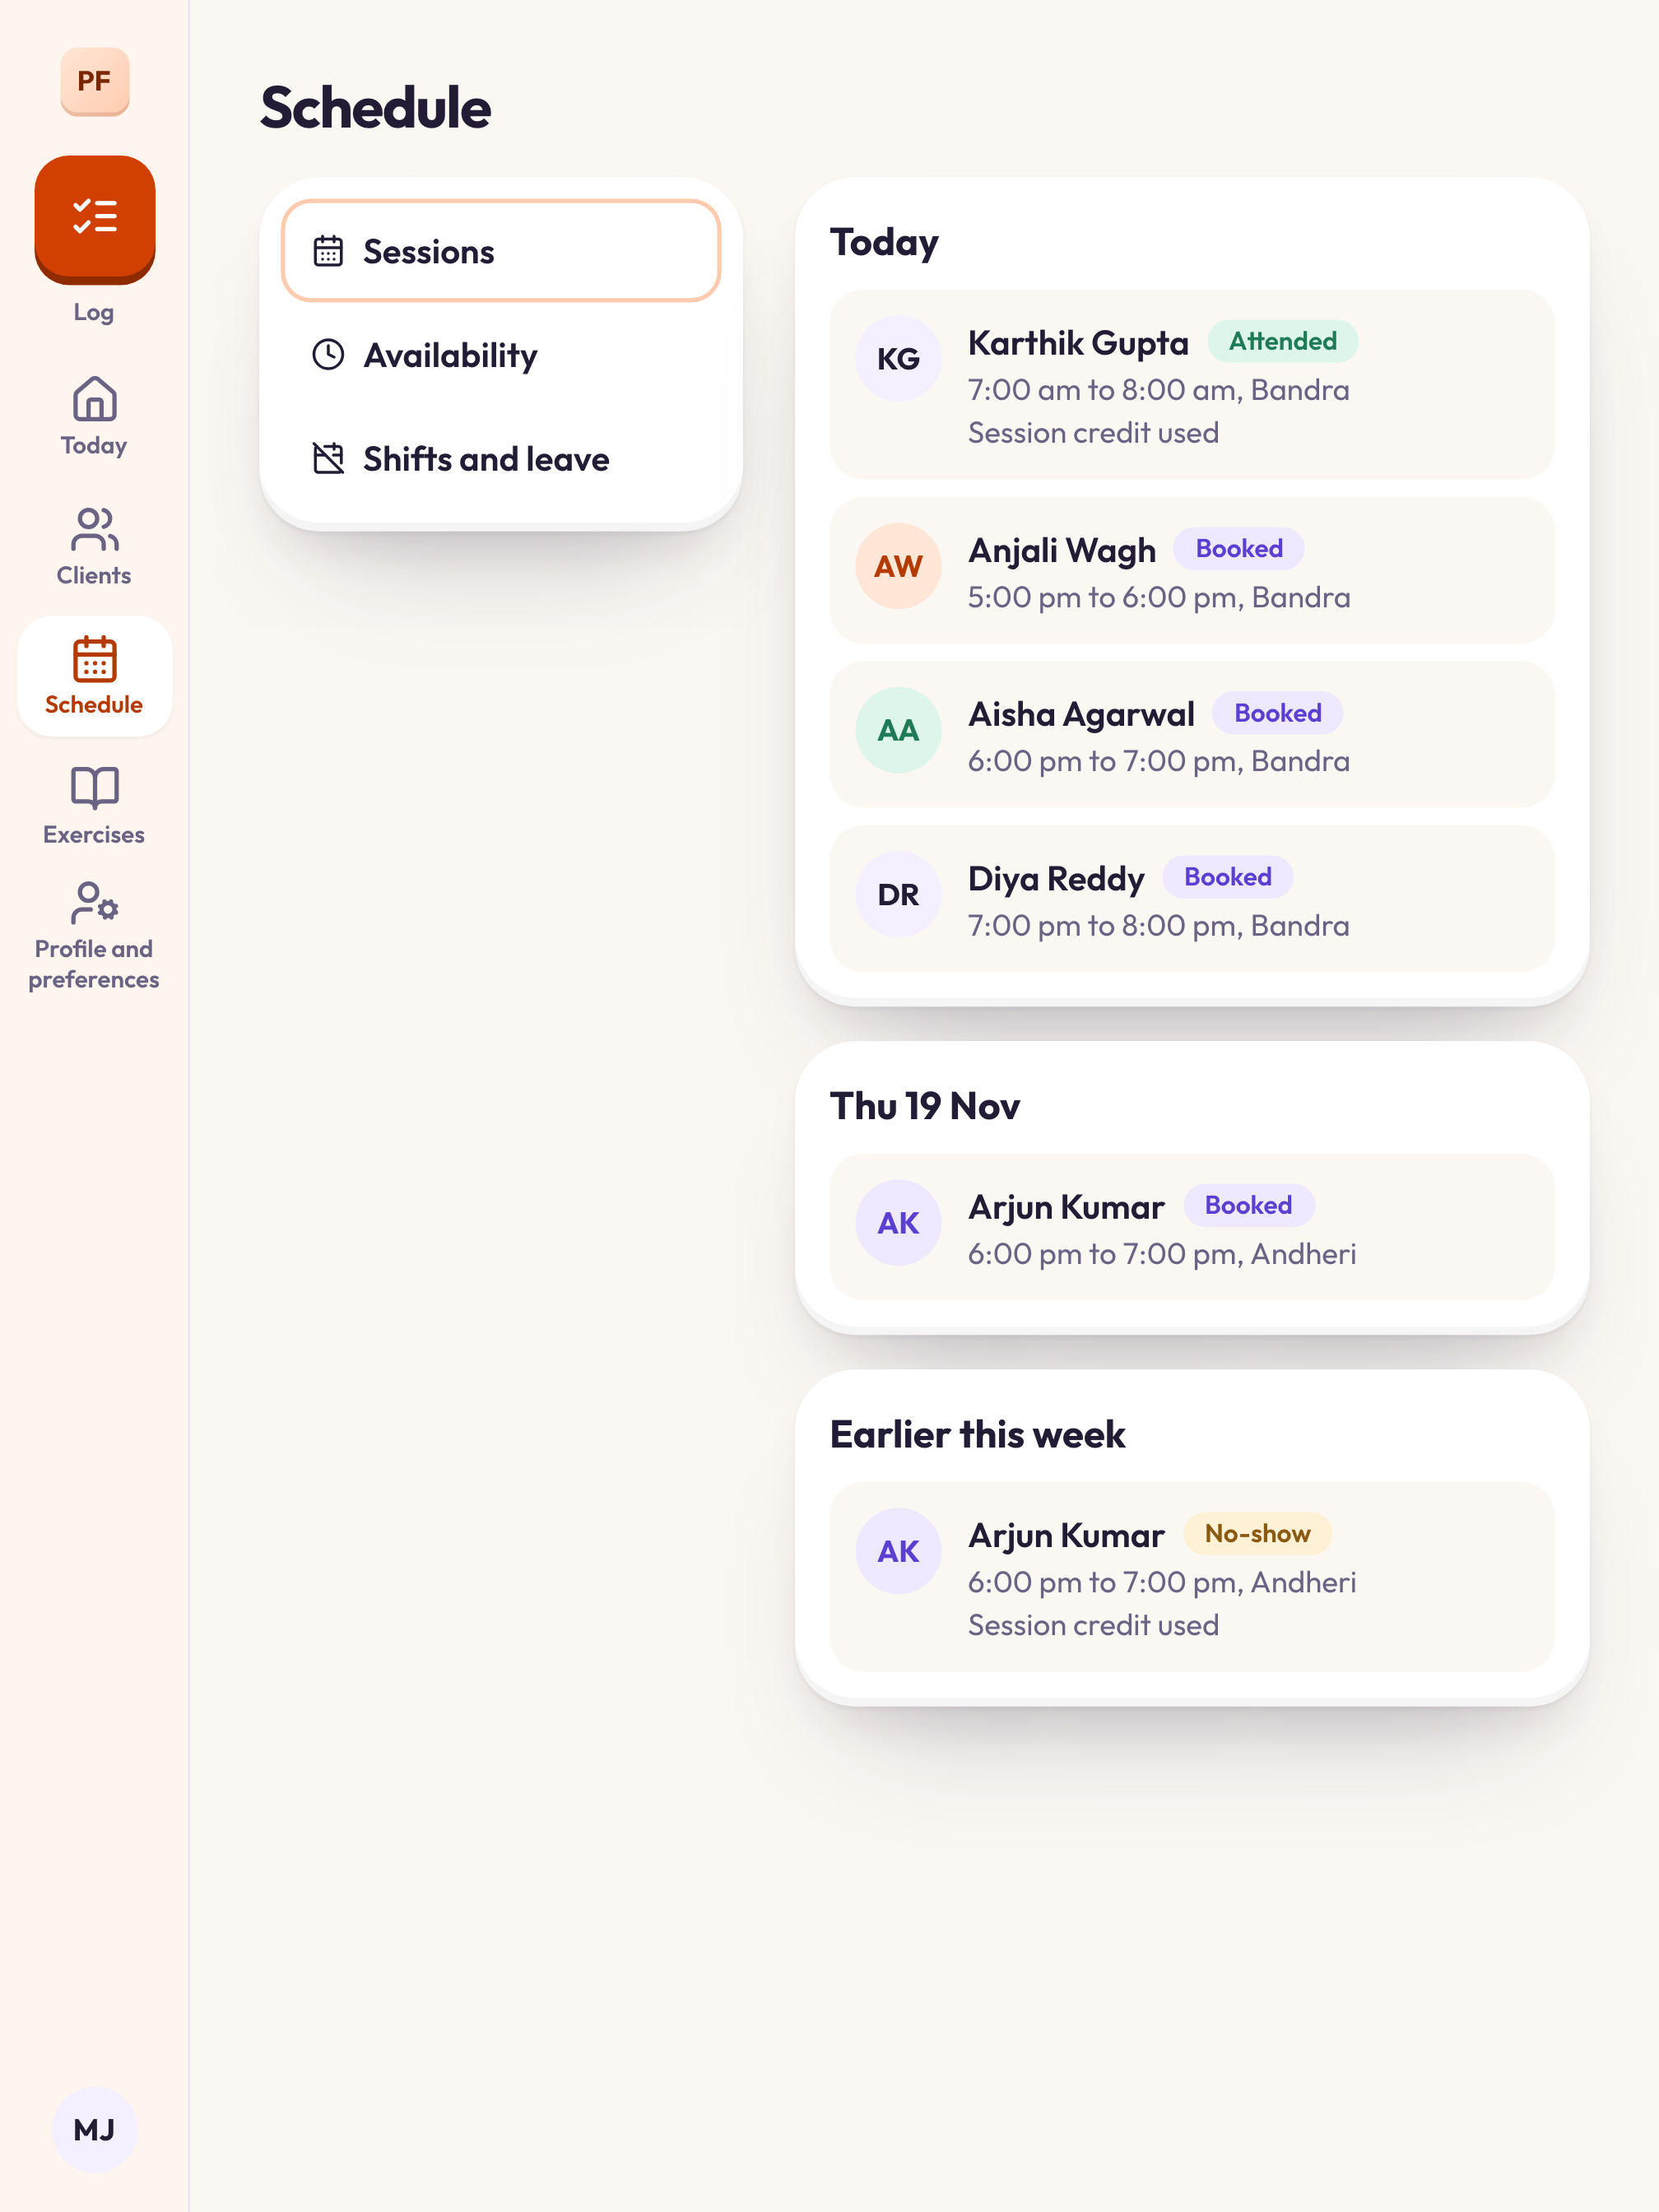 PF
Log
Today
Clients
Schedule
Exercises
Profile and
preferences
MJ
Schedule
Sessions
Availability
Shifts and leave
Today
KG
Karthik Gupta Attended
7:00 am to 8:00 am, Bandra
Session credit used
AW
Anjali Wagh Booked
5:00 pm to 6:00 pm, Bandra
AA
Aisha Agarwal Booked
6:00 pm to 7:00 pm, Bandra
DR
Diya Reddy Booked
7:00 pm to 8:00 pm, Bandra
Thu 19 Nov
AK
Arjun Kumar Booked
6:00 pm to 7:00 pm, Andheri
Earlier this week
AK
Arjun Kumar No-show
6:00 pm to 7:00 pm, Andheri
Session credit used